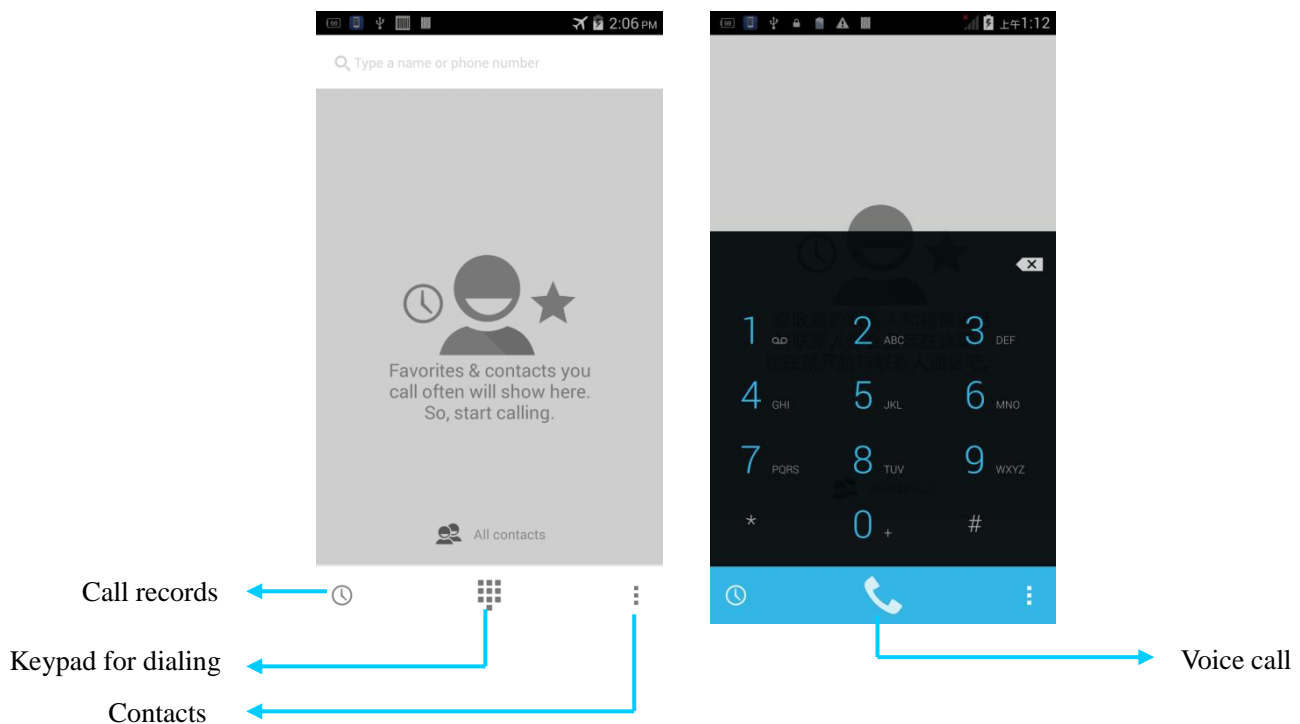 2:06 PM
Type a name or phone number
Favorites & contacts you
call often will show here.
So, start calling.
All contacts
Call records
Keypad for dialing
Contacts
上午1:12
1
2 ABC
3 DEF
4 GHI
5 JKL
6 MNO
7 PQRS
8 TUV
9 WXYZ
*
0 +
#
Voice call